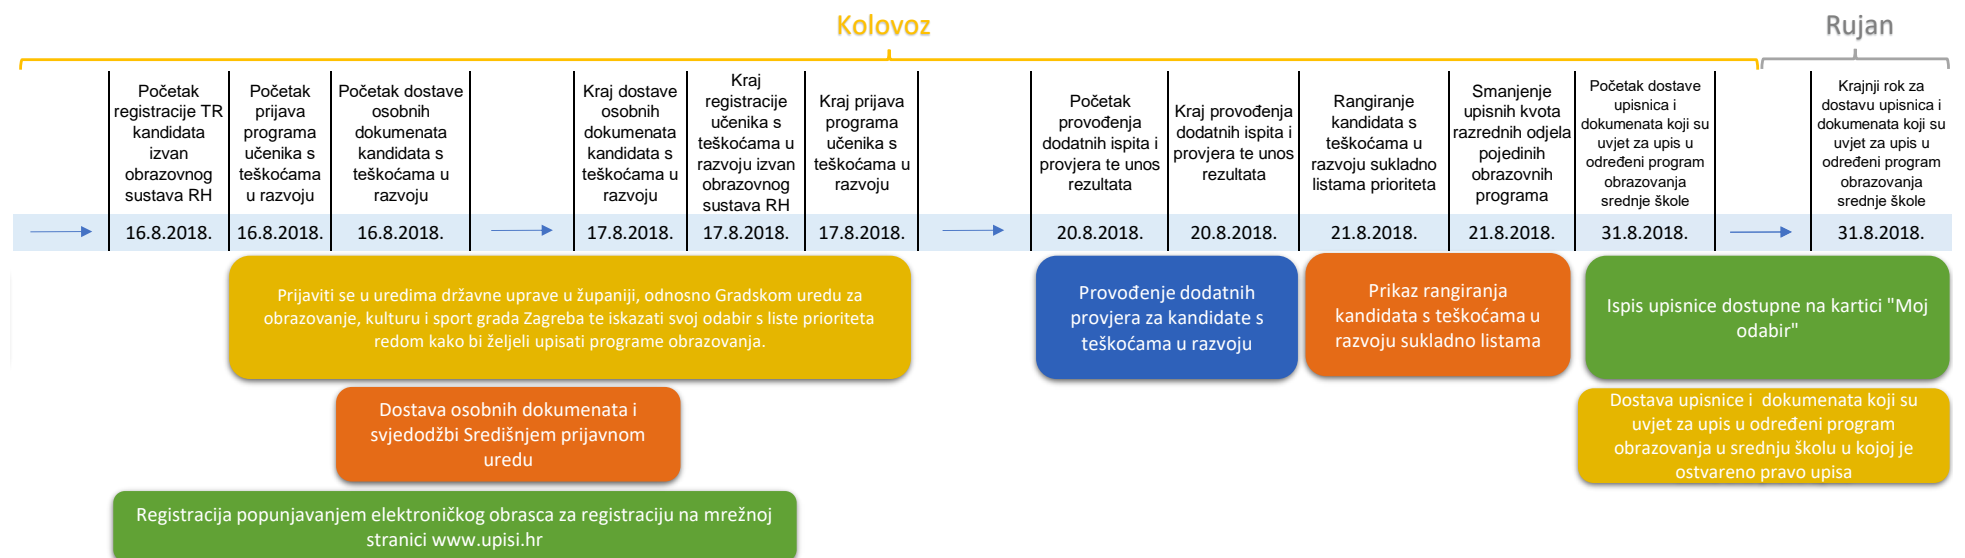 Kolovoz
Rujan
Početak
registracije TR
kandidata
izvan
obrazovnog
sustava RH
Početak
prijava
programa
učenika s
teškoćama
u razvoju
Početak dostave
osobnih
dokumenata
kandidata s
teškoćama u
razvoju
Kraj dostave
osobnih
dokumenata
kandidata s
teškoćama u
razvoju
Kraj
registracije
učenika s
teškoćama u
razvoju izvan
obrazovnog
sustava RH
Kraj prijava
programa
učenika s
teškoćama u
razvoju
Početak
provođenja
dodatnih ispita i
provjera te unos
rezultata
Kraj provođenja
dodatnih ispita i
provjera te unos
rezultata
Rangiranje
kandidata s
teškoćama u
razvoju sukladno
listama prioriteta
Smanjenje
upisnih kvota
razrednih odjela
pojedinih
obrazovnih
programa
Početak dostave
upisnica i
dokumenata koji su
uvjet za upis u
određeni program
obrazovanja
srednje škole
Krajnji rok za
dostavu upisnica i
dokumenata koji su
uvjet za upis u
određeni program
obrazovanja
srednje škole
16.8.2018.
16.8.2018.
16.8.2018.
17.8.2018.
17.8.2018.
17.8.2018.
20.8.2018.
20.8.2018.
21.8.2018.
21.8.2018.
31.8.2018.
31.8.2018.
Prijaviti se u uredima državne uprave u županiji, odnosno Gradskom uredu za
obrazovanje, kulturu i sport grada Zagreba te iskazati svoj odabir s liste prioriteta
redom kako bi željeli upisati programe obrazovanja.
Provođenje dodatnih
provjera za kandidate s
teškoćama u razvoju
Prikaz rangiranja
kandidata s teškoćama u
razvoju sukladno listama
Ispis upisnice dostupne na kartici "Moj
odabir"
Dostava osobnih dokumenata i
svjedodžbi Središnjem prijavnom
uredu
Dostava upisnice i  dokumenata koji su
uvjet za upis u određeni program
obrazovanja u srednju školu u kojoj je
ostvareno pravo upisa
Registracija popunjavanjem elektroničkog obrasca za registraciju na mrežnoj
stranici www.upisi.hr